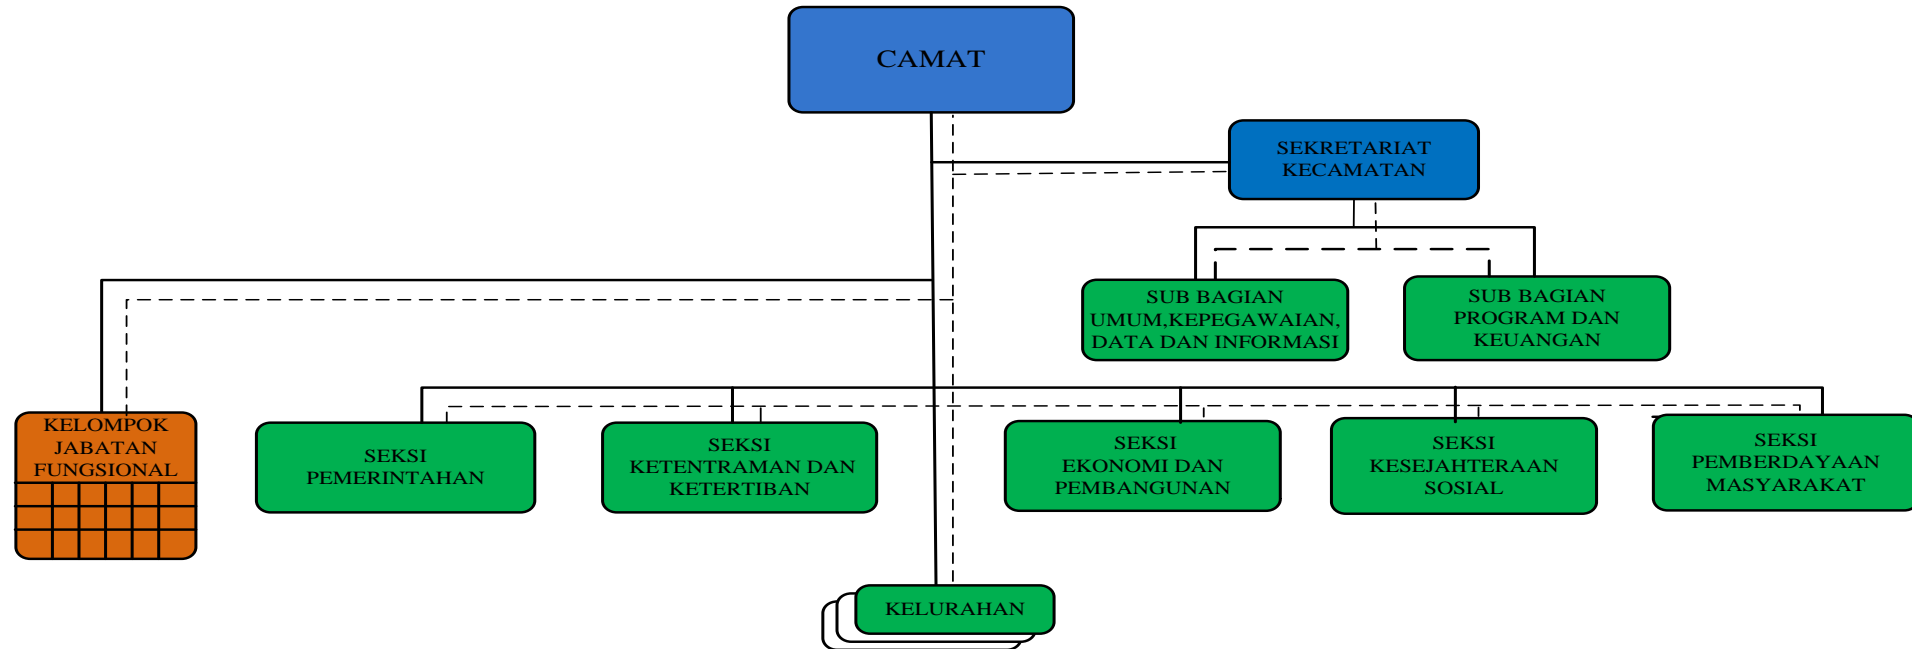 CAMAT
SEKRETARIAT
KECAMATAN
SUB BAGIAN
UMUM,KEPEGAWAIAN,
DATA DAN INFORMASI
SUB BAGIAN
PROGRAM DAN
KEUANGAN
KELOMPOK
JABATAN
FUNGSIONAL
SEKSI
PEMERINTAHAN
SEKSI
KETENTRAMAN DAN
KETERTIBAN
SEKSI
EKONOMI DAN
PEMBANGUNAN
SEKSI
KESEJAHTERAAN
SOSIAL
SEKSI
PEMBERDAYAAN
MASYARAKAT
KELURAHAN